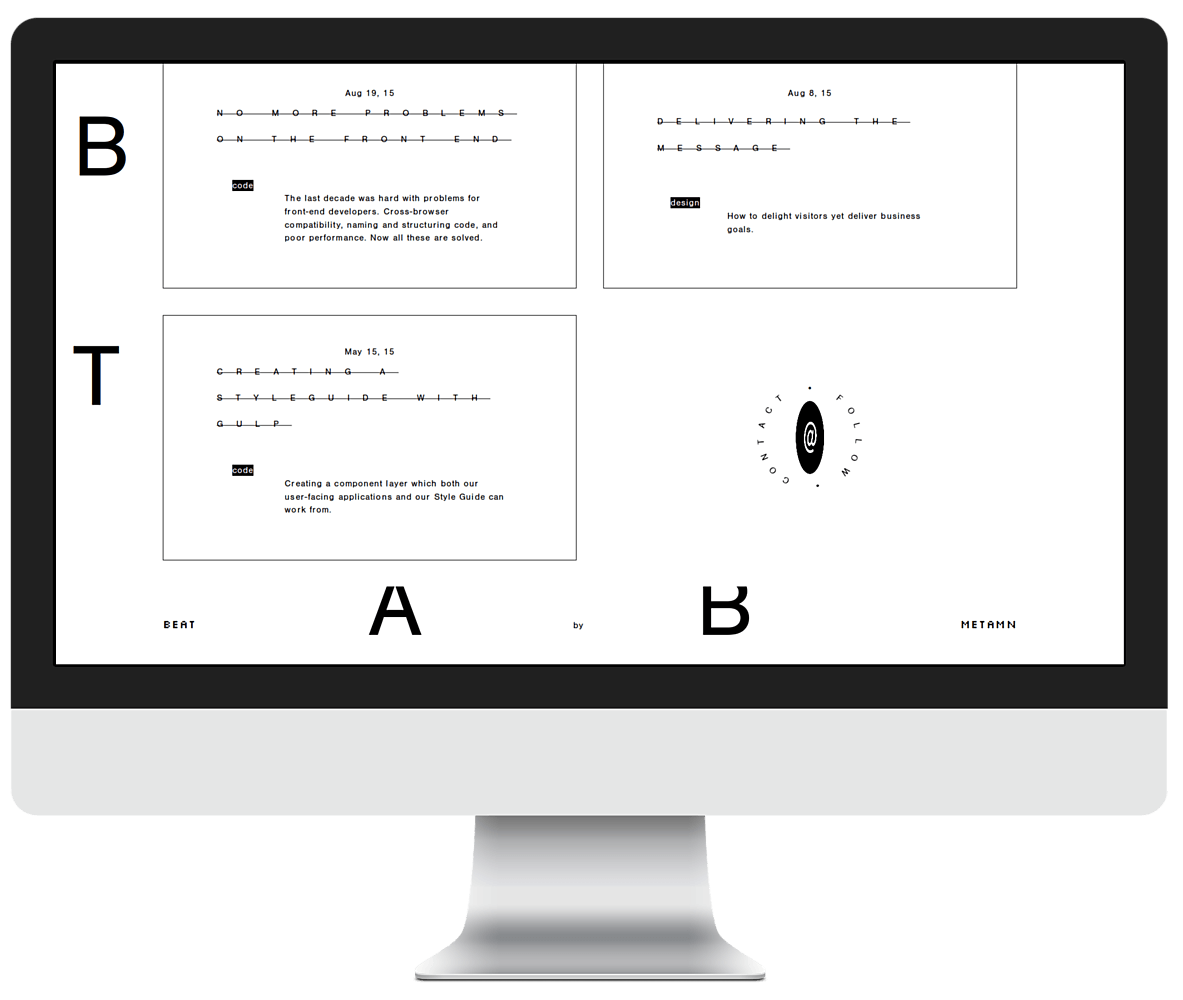 B
Aug 19, 15
NO MORE PROBLEMS
ON THE FRONT END
code
The last decade was hard with problems for
front-end developers. Cross-browser
compatibility, naming and structuring code, and
poor performance. Now all these are solved.
Aug 8, 15
DELIVERING THE
MESSAGE
design
How to delight visitors yet deliver business
goals.
T
May 15, 15
CREATING A
STYLEGUIDE WITH
GULP
code
Creating a component layer which both our
user-facing applications and our Style Guide can
work from.
CONTACT • FOLLOW •
@
A
B
BEAT
by
METAMN